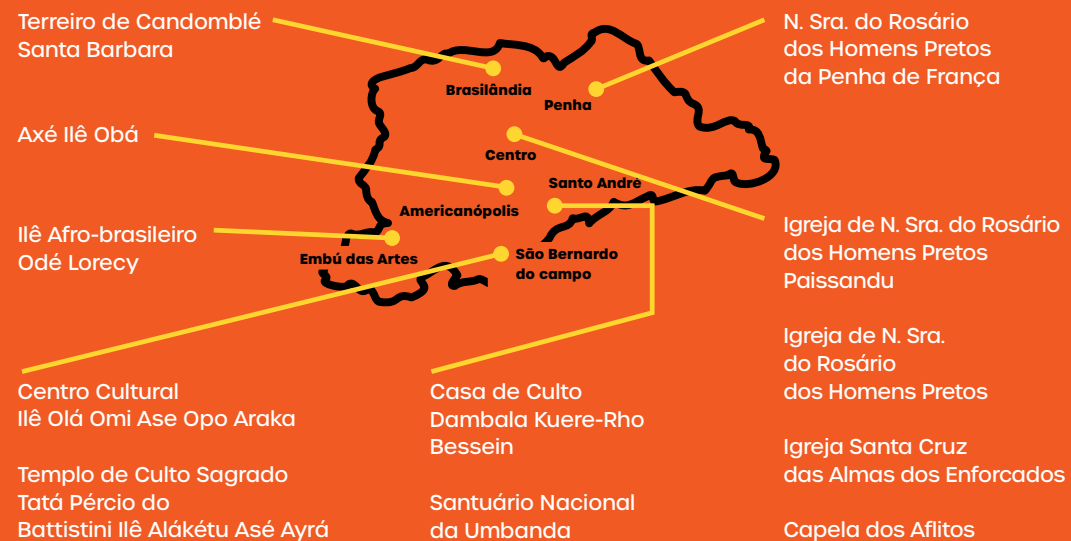 Terreiro de Candomblé
Santa Barbara
N. Sra. do Rosário
dos Homens Pretos
da Penha de França
Brasilândia
Penha
Axé Ilê Obá
Centro
Santo André
Americanópolis
Ilê Afro-brasileiro
Odé Lorecy
Embú das Artes
São Bernardo
do campo
Igreja de N. Sra. do Rosário
dos Homens Pretos
Paissandu
Igreja de N. Sra.
do Rosário
dos Homens Pretos
Igreja Santa Cruz
das Almas dos Enforcados
Capela dos Aflitos
Centro Cultural
Ilê Olá Omi Ase Opo Araka
Templo de Culto Sagrado
Tatá Pércio do
Battistini Ilê Alákétu Asé Ayrá
Casa de Culto
Dambala Kuere-Rho
Bessein
Santuário Nacional
da Umbanda